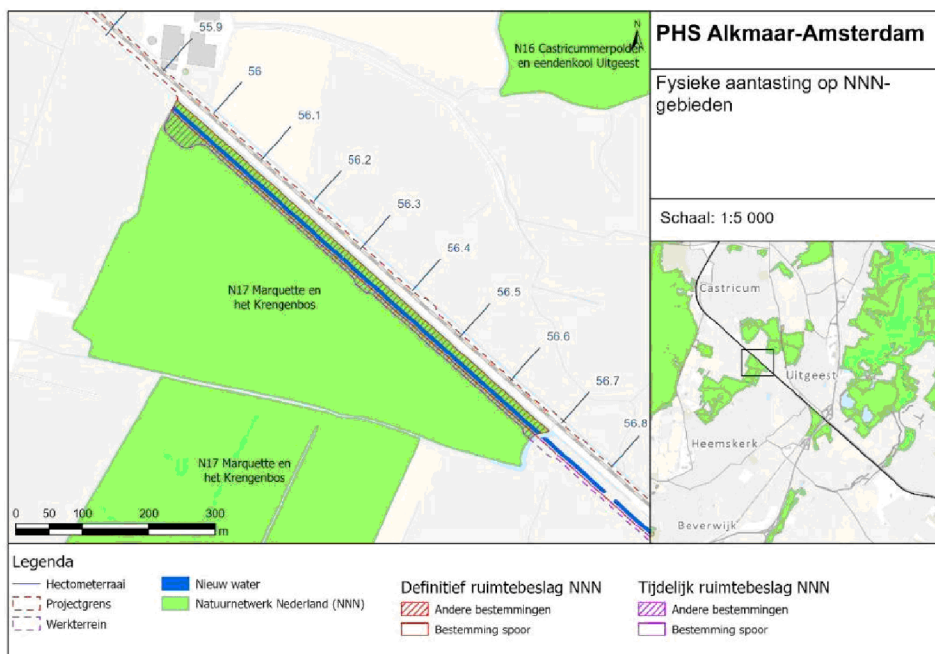 PHS Alkmaar-Amsterdam
Fysieke aantasting op NNN-
gebieden
Schaal: 1:5 000
N
N16 Castricummerpolder
en eendenkooi Uitgeest
55.9
56
56.1
56.2
56.3
56.4
56.5
56.6
56.7
56.8
N17 Marquette en
het Krengenbos
N17 Marquette en
het Krengenbos
0 100 200 300
m
Castricum
Uitgeest
Heemskerk
Beverwijk
Legenda
Hectometerraai
Projectgrens
Werkterrein
Nieuw water
Natuurnetwerk Nederland (NNN)
Definitief ruimtebeslag NNN
Andere bestemmingen
Bestemming spoor
Tijdelijk ruimtebeslag NNN
Andere bestemmingen
Bestemming spoor